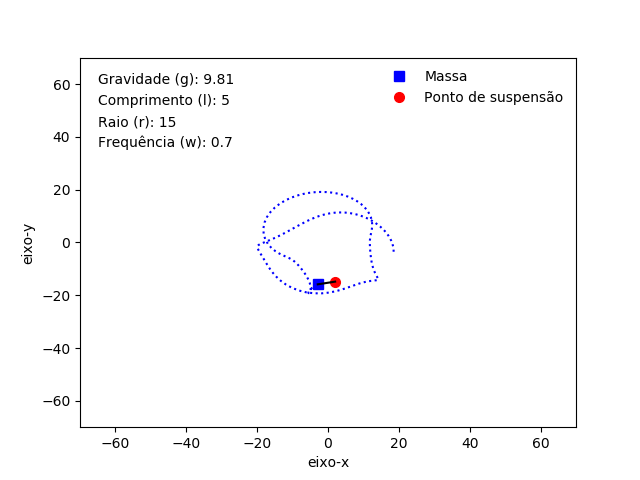 Gravidade (g): 9.81
Comprimento (l): 5
Raio (r): 15
Frequência (w): 0.7
Massa
Ponto de suspensão
60
40
20
0
−20
−40
−60
eixo-y
−60
−40
−20
0
20
40
60
eixo-x